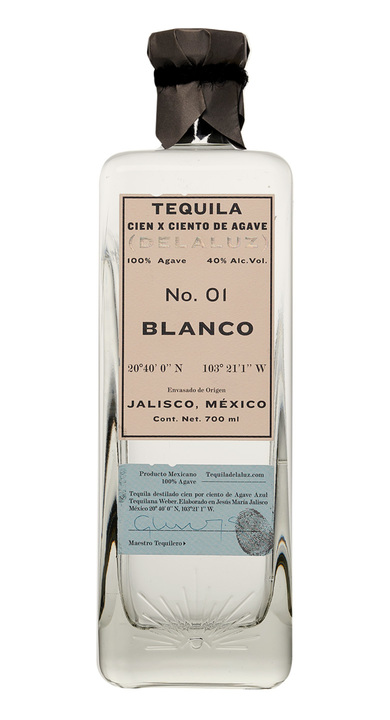 TEQUILA
CIEN X CIENTO DE AGAVE
(DELALUZ)
100% Agave 40% Alc.Vol.
No. 01
BLANCO
20°40' 0'' N 103° 21'1'' W
Envasado de Origen
JALISCO, MÉXICO
Cont. Net. 700 ml
Producto Mexicano Tequiladelaluz.com
100% Agave
Tequila destilado cien por ciento de Agave Azul
Tequilana Weber. Elaborado en Jesús María Jalisco
México 20° 40' 0'' N, 103°21' 1'' W.
Maestro Tequilero